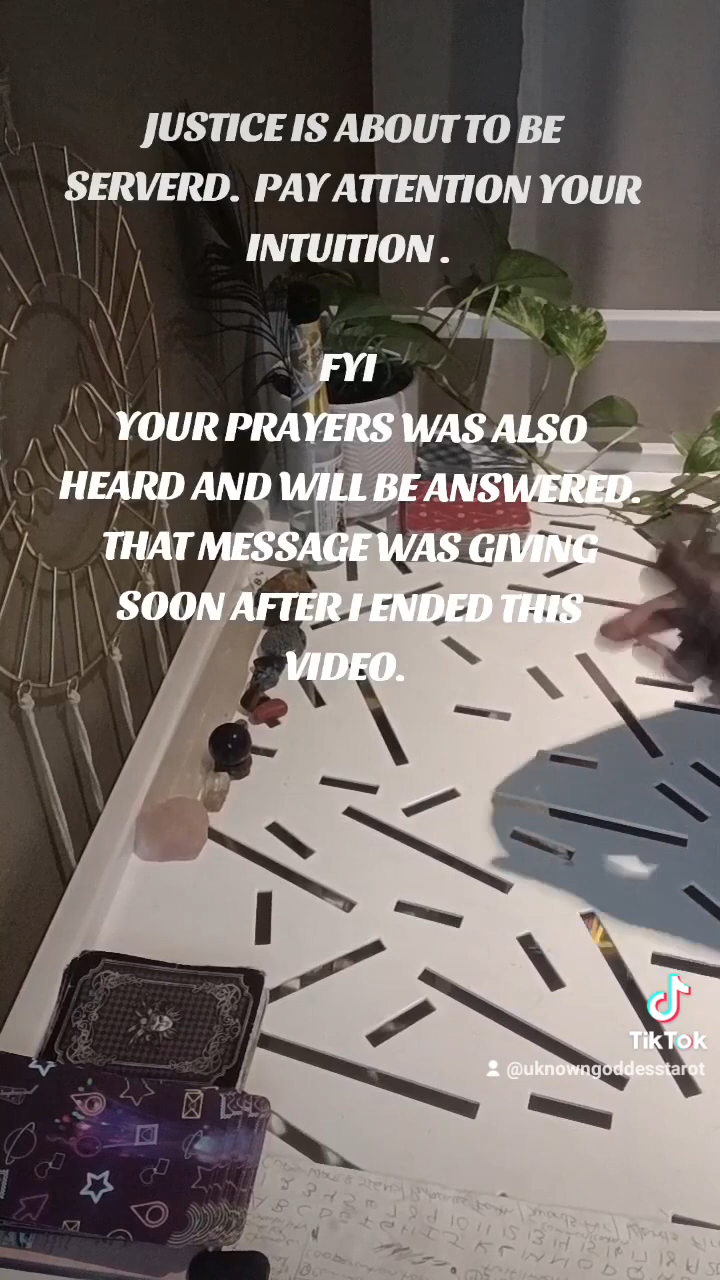 JUSTICE IS ABOUT TO BE
SERVERD. PAY ATTENTION YOUR
INTUITION .
FYI
YOUR PRAYERS WAS ALSO
HEARD AND WILL BE ANSWERED.
THAT MESSAGE WAS GIVING
SOON AFTER I ENDED THIS
VIDEO.
TikTok
@uknowngoddesstarot